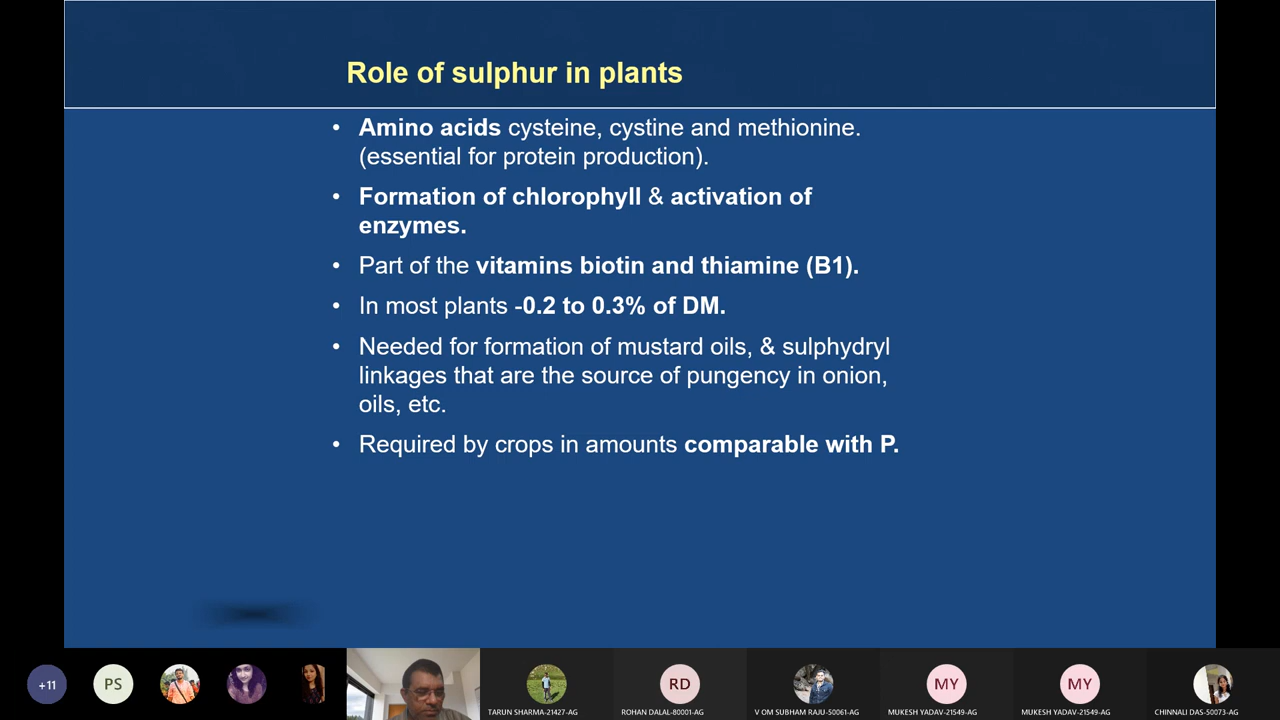 Role of sulphur in plants
• Amino acids cysteine, cystine and methionine.
(essential for protein production).
• Formation of chlorophyll & activation of
enzymes.
• Part of the vitamins biotin and thiamine (B1).
• In most plants -0.2 to 0.3% of DM.
• Needed for formation of mustard oils, & sulphydryl
linkages that are the source of pungency in onion,
oils, etc.
• Required by crops in amounts comparable with P.
+11
PS
RD
MY
MY
TARUN SHARMA-21427-AG
ROHAN DALAL-80001-AG
V OM SUBHAM RAJU-50061-AG
MUKESH YADAV-21549-AG
MUKESH YADAV-21549-AG
CHINNALI DAS-50073-AG